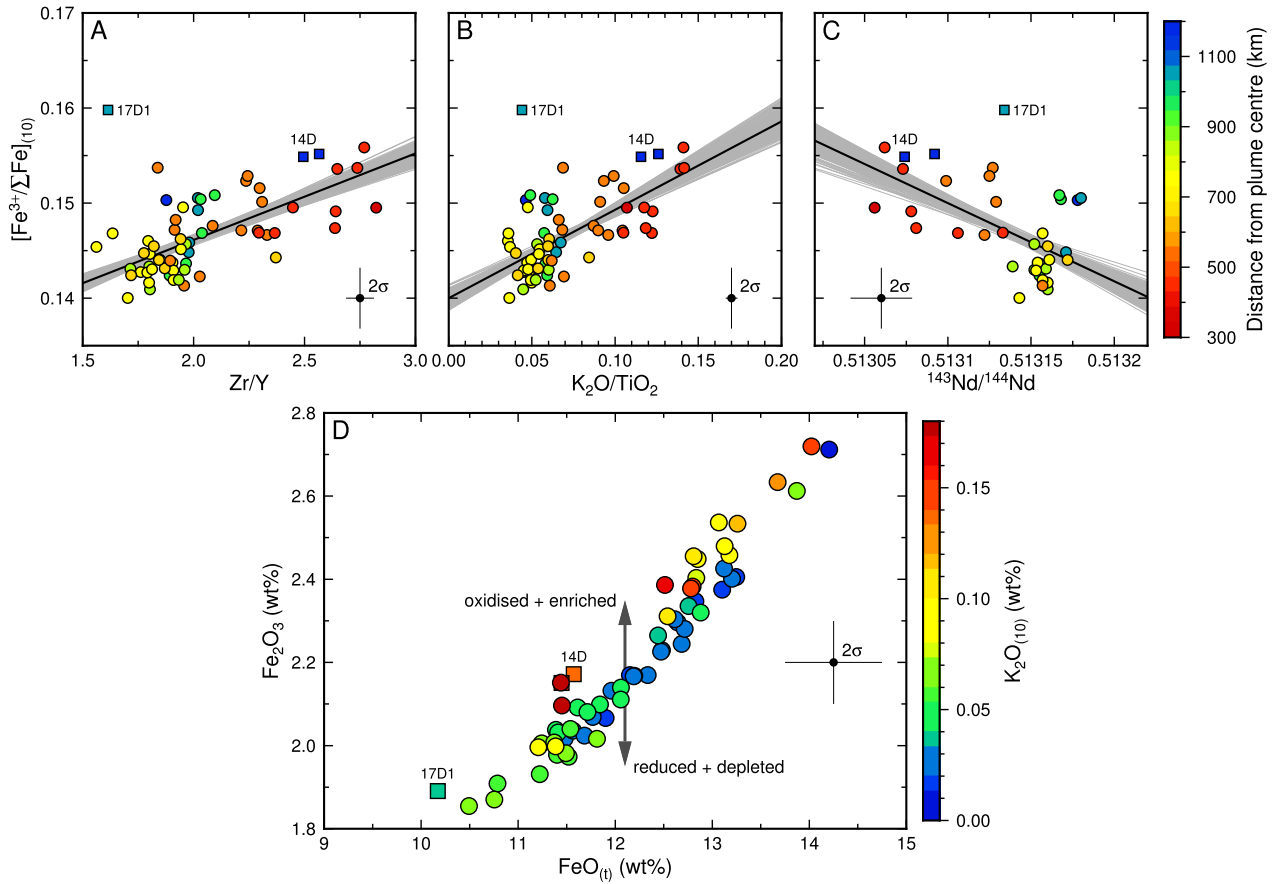 A
B
C
0.17
0.16
0.15
0.14
[Fe3+/∑Fe](10)
17D1
14D
2σ
1.5
2.0
2.5
3.0
Zr/Y
17D1
14D
2σ
0.00
0.05
0.10
0.15
0.20
K2O/TiO2
17D1
14D
2σ
.51305
.5131
.51315
.5132
143Nd/144Nd
1100
900
700
500
300
Distance from plume centre (km)
D
2.8
2.6
2.4
2.2
2.0
1.8
Fe2O3 (wt%)
oxidised + enriched
14D
2σ
17D1
reduced + depleted
10
11
12
13
14
15
FeO(t) (wt%)
0.15
0.10
0.05
0.00
K2O(10) (wt%)